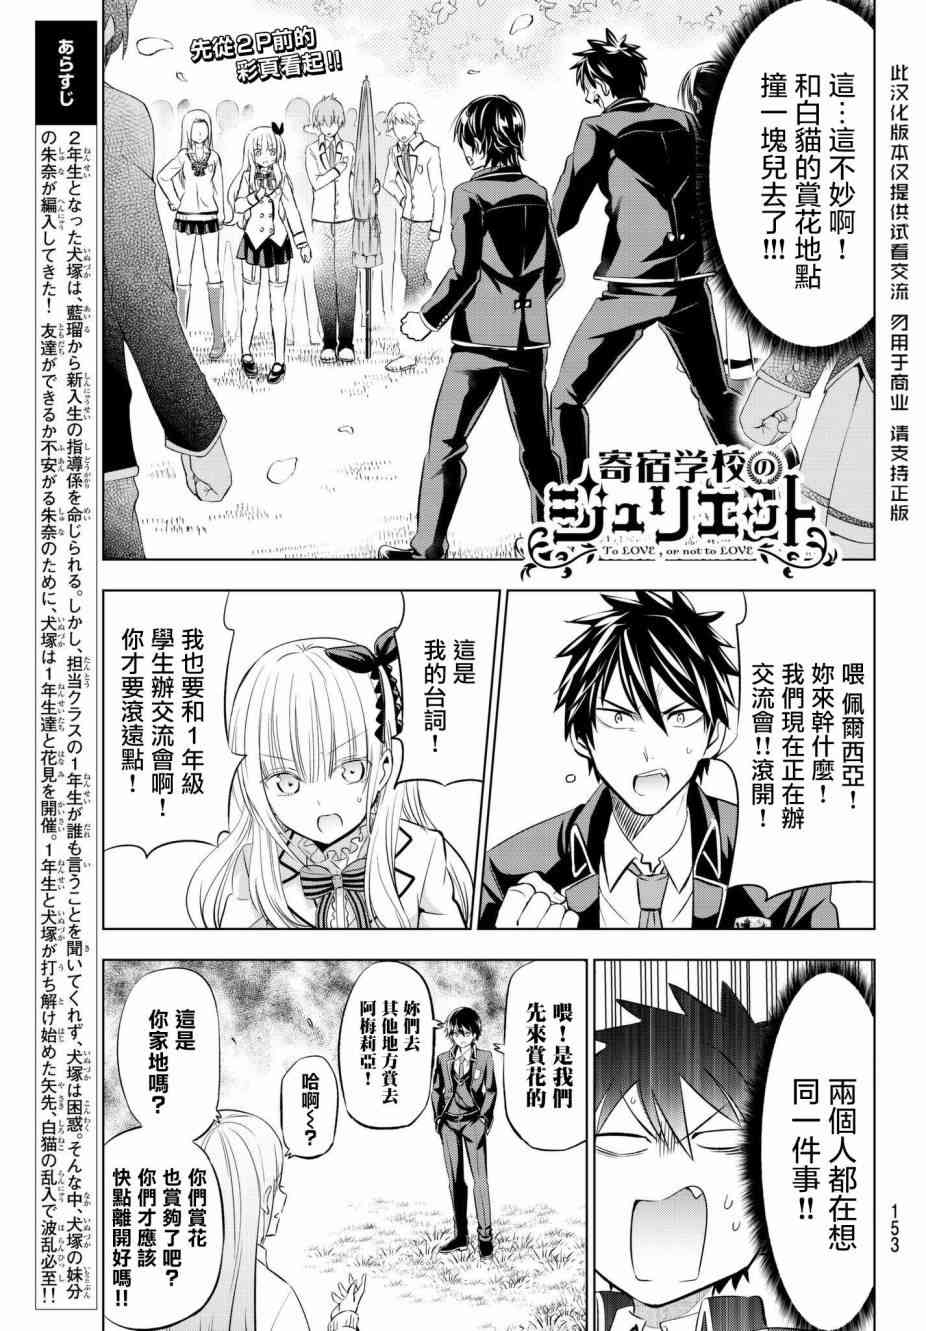 此汉化版本仅提供试看交流 勿用于商业 请支持正版
這…這不妙啊!
和白貓的賞花地點
撞一塊兒去了!!!
先從2P前的
彩頁看起!!
寄宿学校の
ジュリエット
To LOVE, or not to LOVE
喂 佩爾西亞!
妳來幹什麼!
我們現在正在辦
交流會!!滾開!
這是
我的台詞!
我也要和1年級
學生辦交流會啊!
你才要滾遠點!
兩個人都在想
同一件事!!
喂!是我們
先來賞花的
妳們去
其他地方賞去
阿梅莉亞!
哈啊~?
這是
你家地嗎?
你們賞花
也賞夠了吧?
你們才應該
快點離開好嗎!!
153
あらすじ
2年生となった犬塚は、藍瑠から新入生の指導係を命じられる。しかし、担当クラスの1年生が誰も言うことを聞いてくれず、犬塚は困惑。そんな中、犬塚の妹分
の朱奈が編入してきた! 友達ができるか不安がる朱奈のために、犬塚は1年生達と花見を開催。1年生と犬塚が打ち解け始めた矢先、白猫の乱入で波乱必至!!